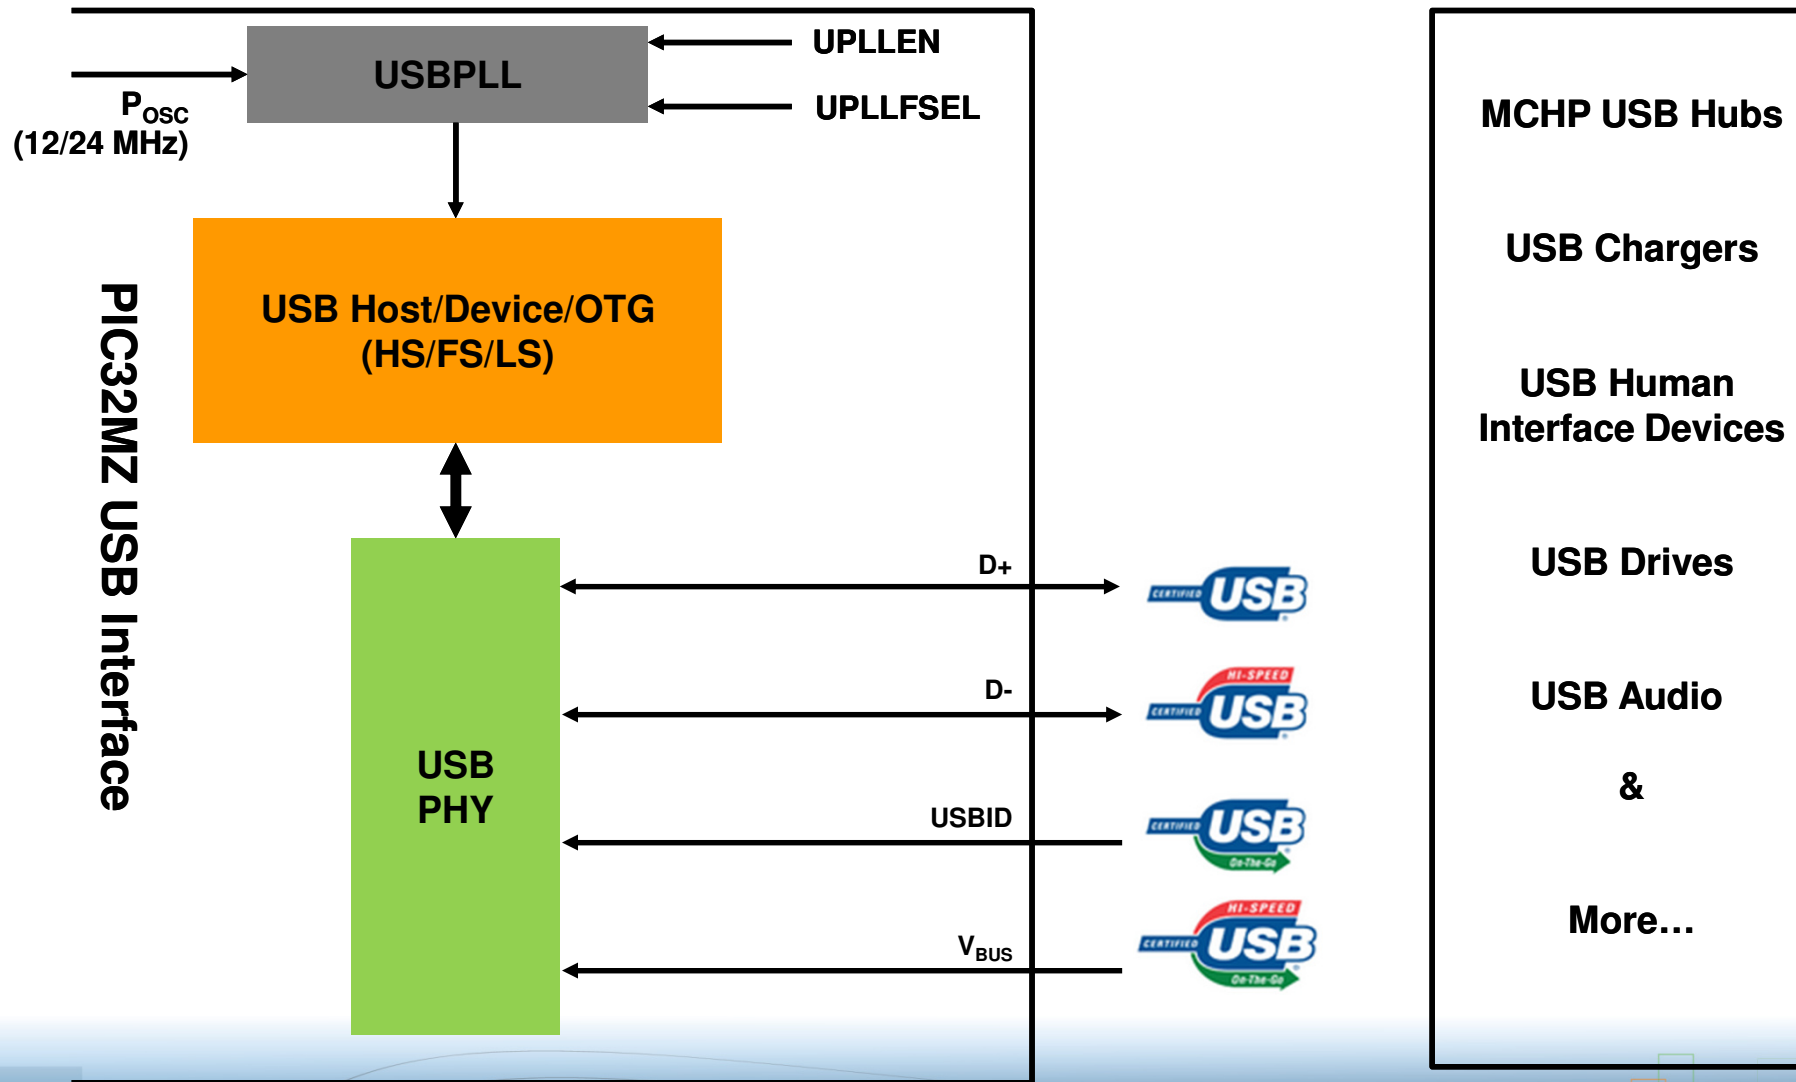 UPLLEN
USBPLL
POSC
(12/24 MHz)
UPLLFSEL
USB Host/Device/OTG
(HS/FS/LS)
PIC32MZ USB Interface
USB
PHY
D+
D-
USBID
VBUS
CERTIFIED USB
HI-SPEED
CERTIFIED USB
CERTIFIED USB
On-The-Go
HI-SPEED
CERTIFIED USB
On-The-Go
MCHP USB Hubs
USB Chargers
USB Human
Interface Devices
USB Drives
USB Audio
&
More…